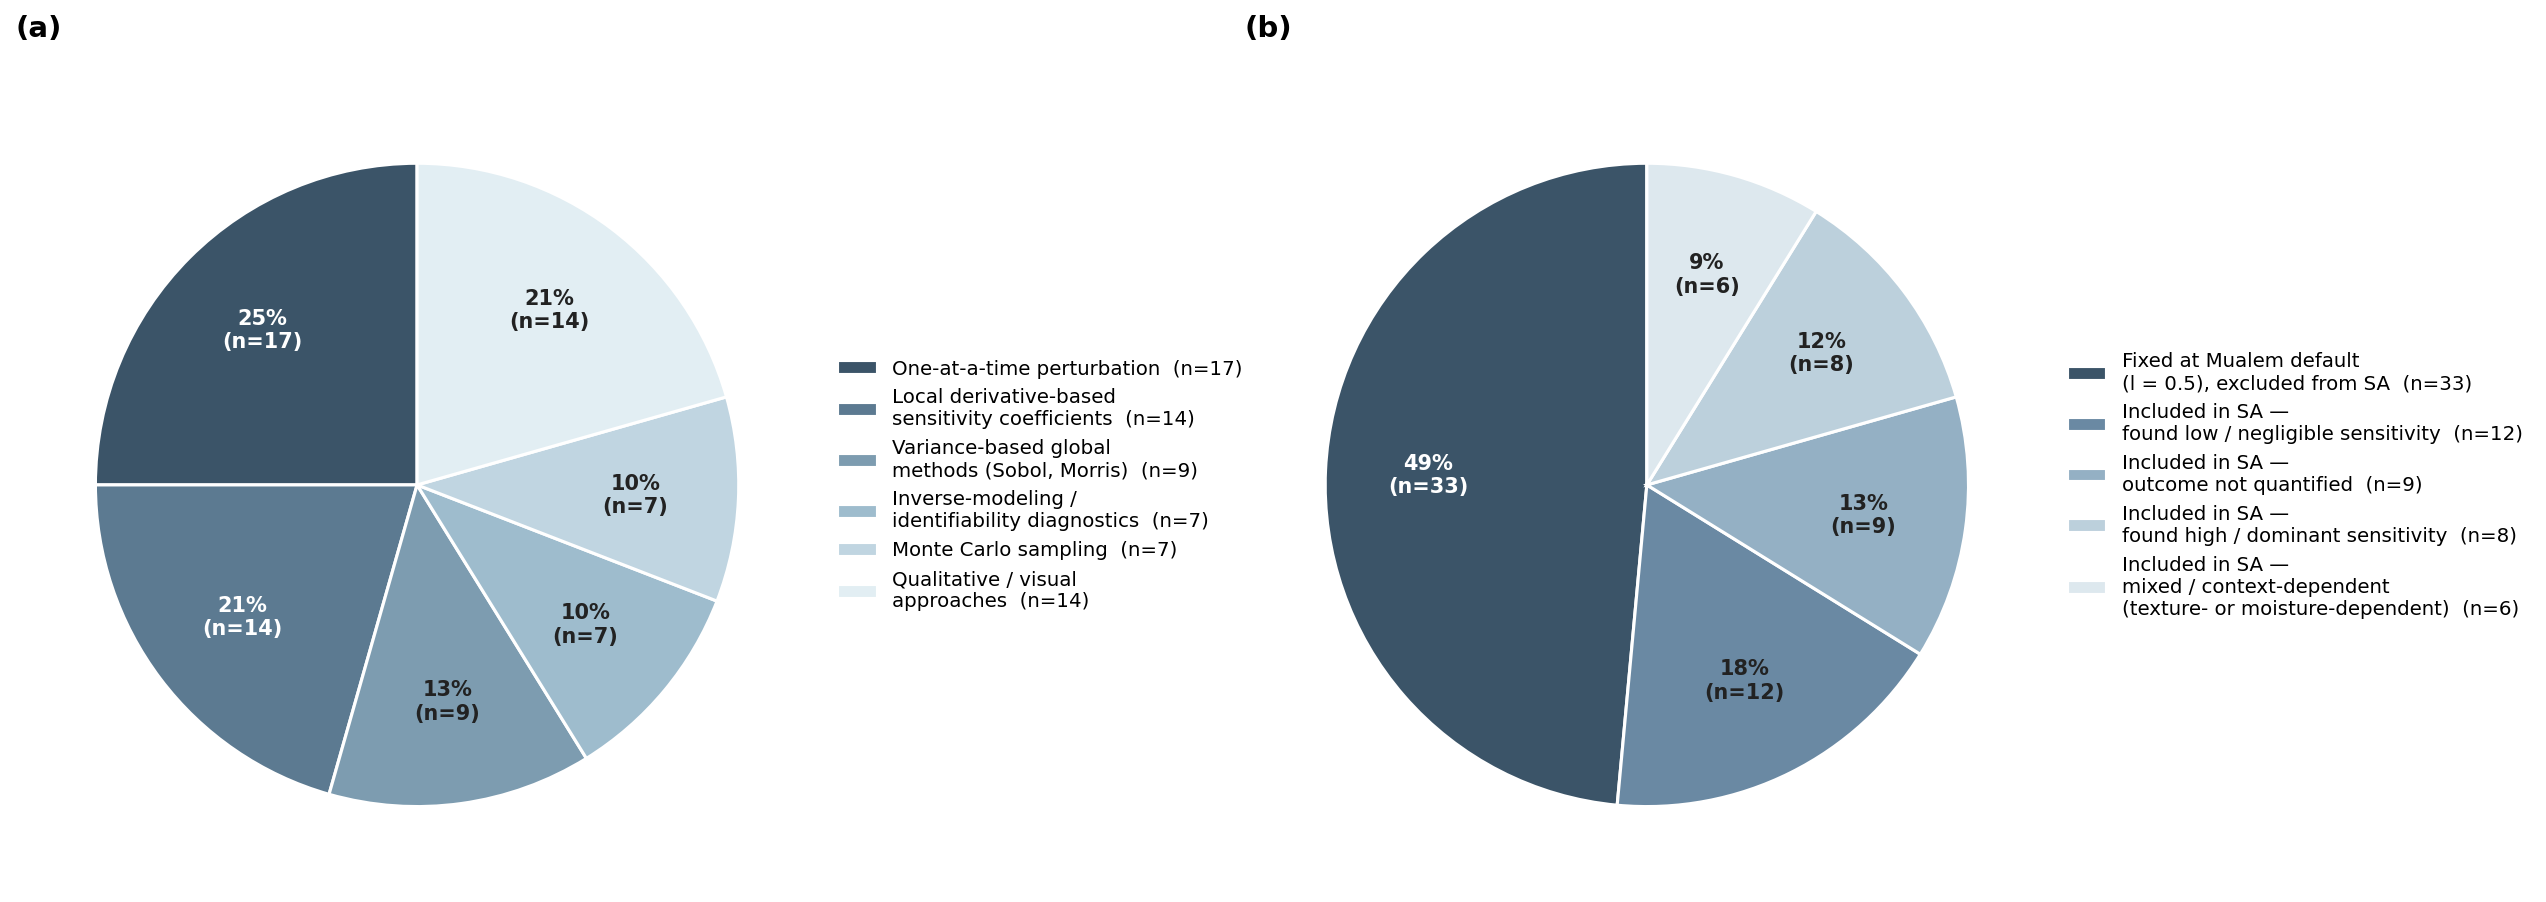 (a)
25%
(n=17)
21%
(n=14)
13%
(n=9)
10%
(n=7)
10%
(n=7)
21%
(n=14)
One-at-a-time perturbation (n=17)
Local derivative-based
sensitivity coefficients (n=14)
Variance-based global
methods (Sobol, Morris) (n=9)
Inverse-modeling /
identifiability diagnostics (n=7)
Monte Carlo sampling (n=7)
Qualitative / visual
approaches (n=14)
(b)
49%
(n=33)
18%
(n=12)
13%
(n=9)
12%
(n=8)
9%
(n=6)
Fixed at Mualem default
(l = 0.5), excluded from SA (n=33)
Included in SA —
found low / negligible sensitivity (n=12)
Included in SA —
outcome not quantified (n=9)
Included in SA —
found high / dominant sensitivity (n=8)
Included in SA —
mixed / context-dependent
(texture- or moisture-dependent) (n=6)